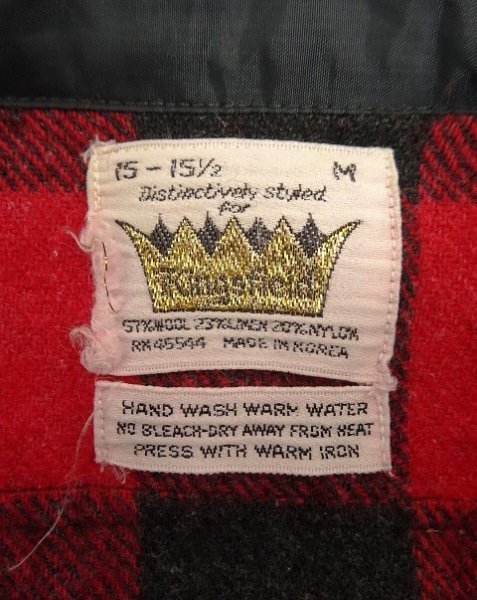 15 - 15½ M
Distinctively styled
for
Kingsfield
57% WOOL 23% LINEN 20% NYLON
RN 45544 MADE IN KOREA
HAND WASH WARM WATER
NO BLEACH-DRY AWAY FROM HEAT
PRESS WITH WARM IRON